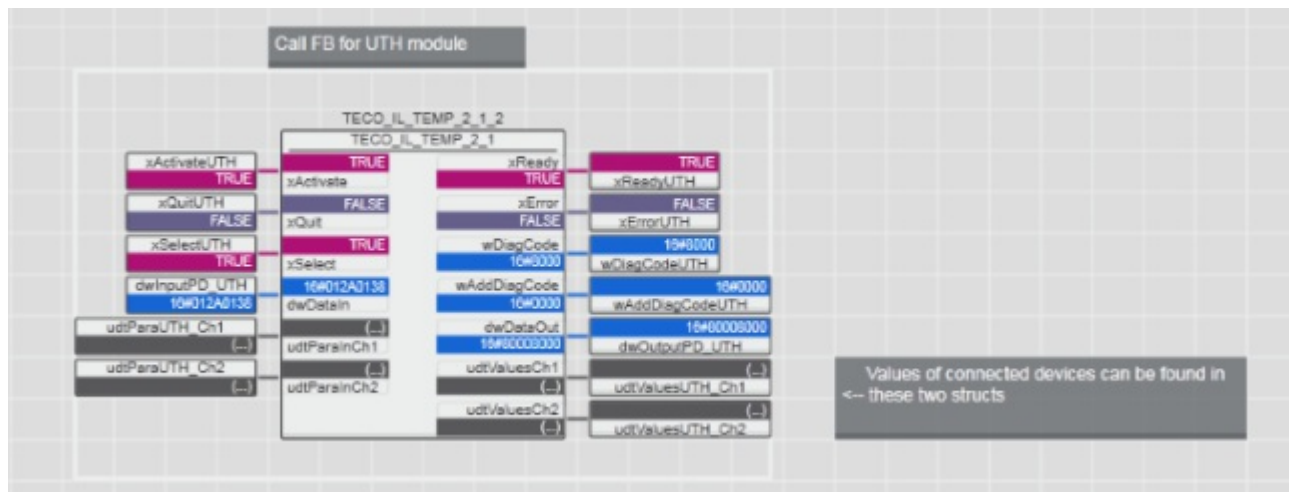 Call FB for UTH module
TECO_IL_TEMP_2_1_2
TECO_IL_TEMP_2_1
xActivateUTH
TRUE
TRUE
xActivate
xReady
TRUE
TRUE
xReadyUTH
xQuitUTH
FALSE
FALSE
xQuit
xError
FALSE
FALSE
xErrorUTH
xSelectUTH
TRUE
TRUE
xSelect
wDiagCode
16#8000
16#8000
wDiagCodeUTH
dwInputPD_UTH
16#012A0138
16#012A0138
dwDataIn
wAddDiagCode
16#0000
16#0000
wAddDiagCodeUTH
udtParaUTH_Ch1
(...)
(...)
udtParaInCh1
dwDataOut
16#80008000
16#80008000
dwOutputPD_UTH
udtParaUTH_Ch2
(...)
(...)
udtParaInCh2
udtValuesCh1
(...)
(...)
udtValuesUTH_Ch1
udtValuesCh2
(...)
(...)
udtValuesUTH_Ch2
Values of connected devices can be found in
<-- these two structs